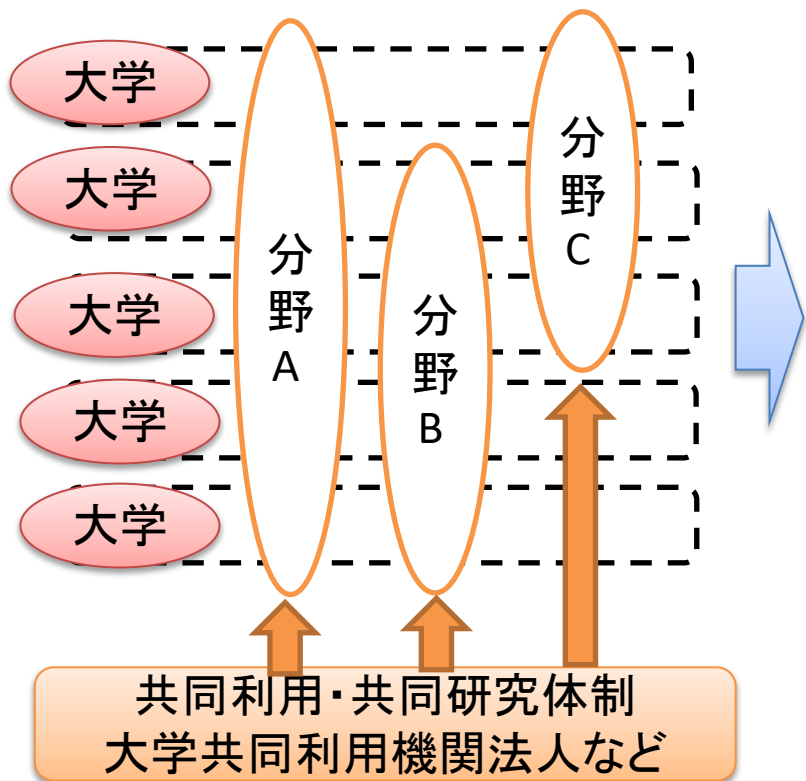 大学
大学
大学
大学
大学
分野A
分野B
分野C
共同利用・共同研究体制
大学共同利用機関法人など